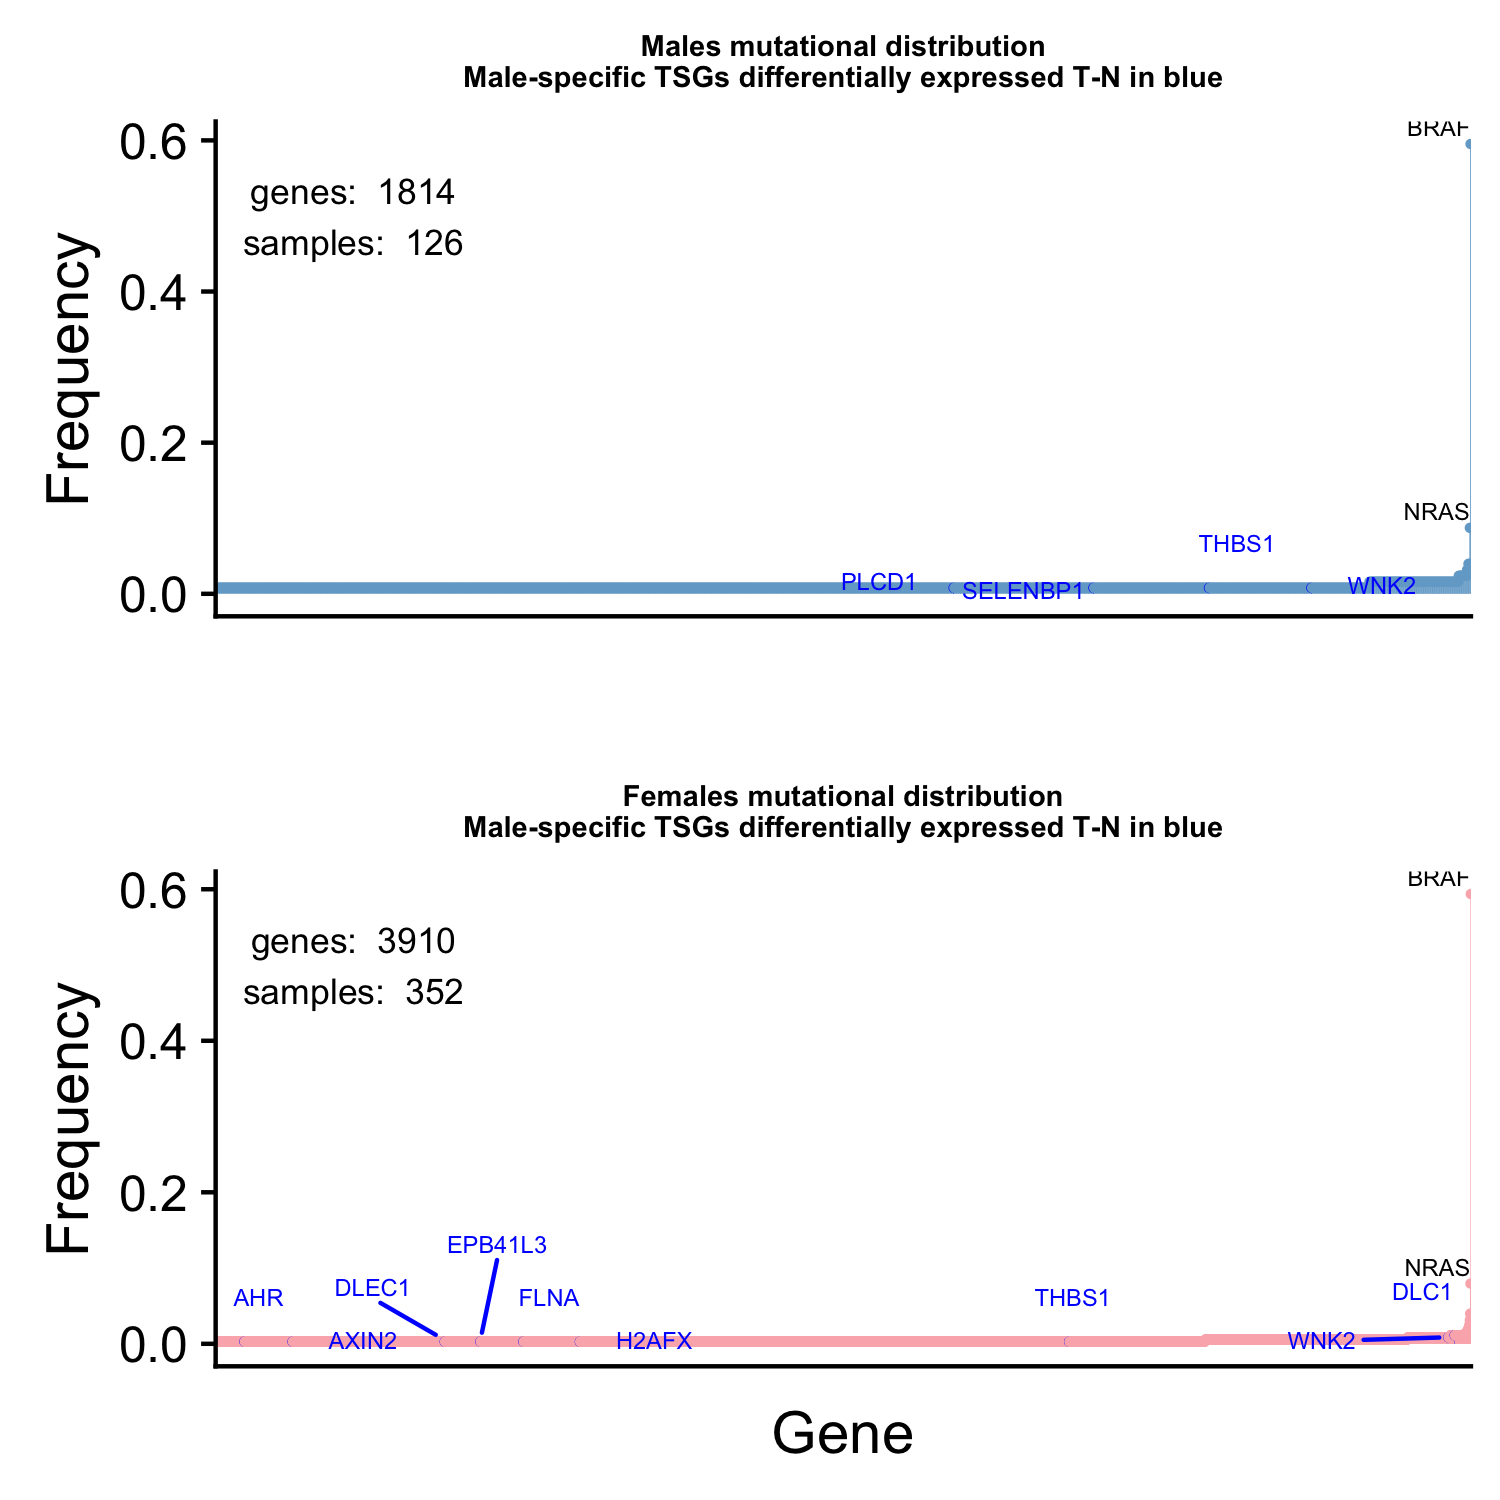 Males mutational distribution
Male-specific TSGs differentially expressed T-N in blue
Frequency
0.6
0.4
0.2
0.0
genes: 1814
samples: 126
BRAF
NRAS
THBS1
PLCD1
SELENBP1
WNK2
Females mutational distribution
Male-specific TSGs differentially expressed T-N in blue
Frequency
0.6
0.4
0.2
0.0
genes: 3910
samples: 352
BRAF
EPB41L3
NRAS
DLEC1
DLC1
AHR
FLNA
THBS1
AXIN2
H2AFX
WNK2
Gene